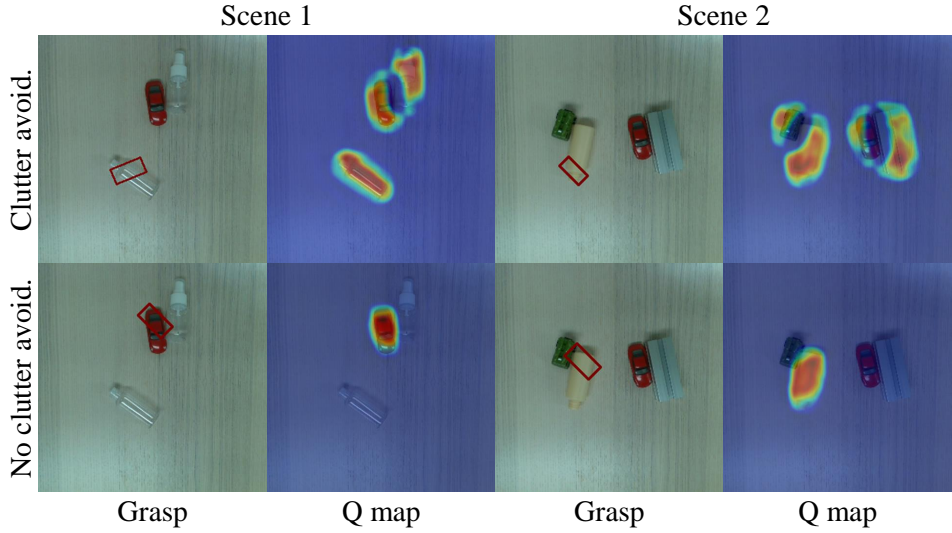 Scene 1
Scene 2
Clutter avoid.
No clutter avoid.
Grasp
Q map
Grasp
Q map